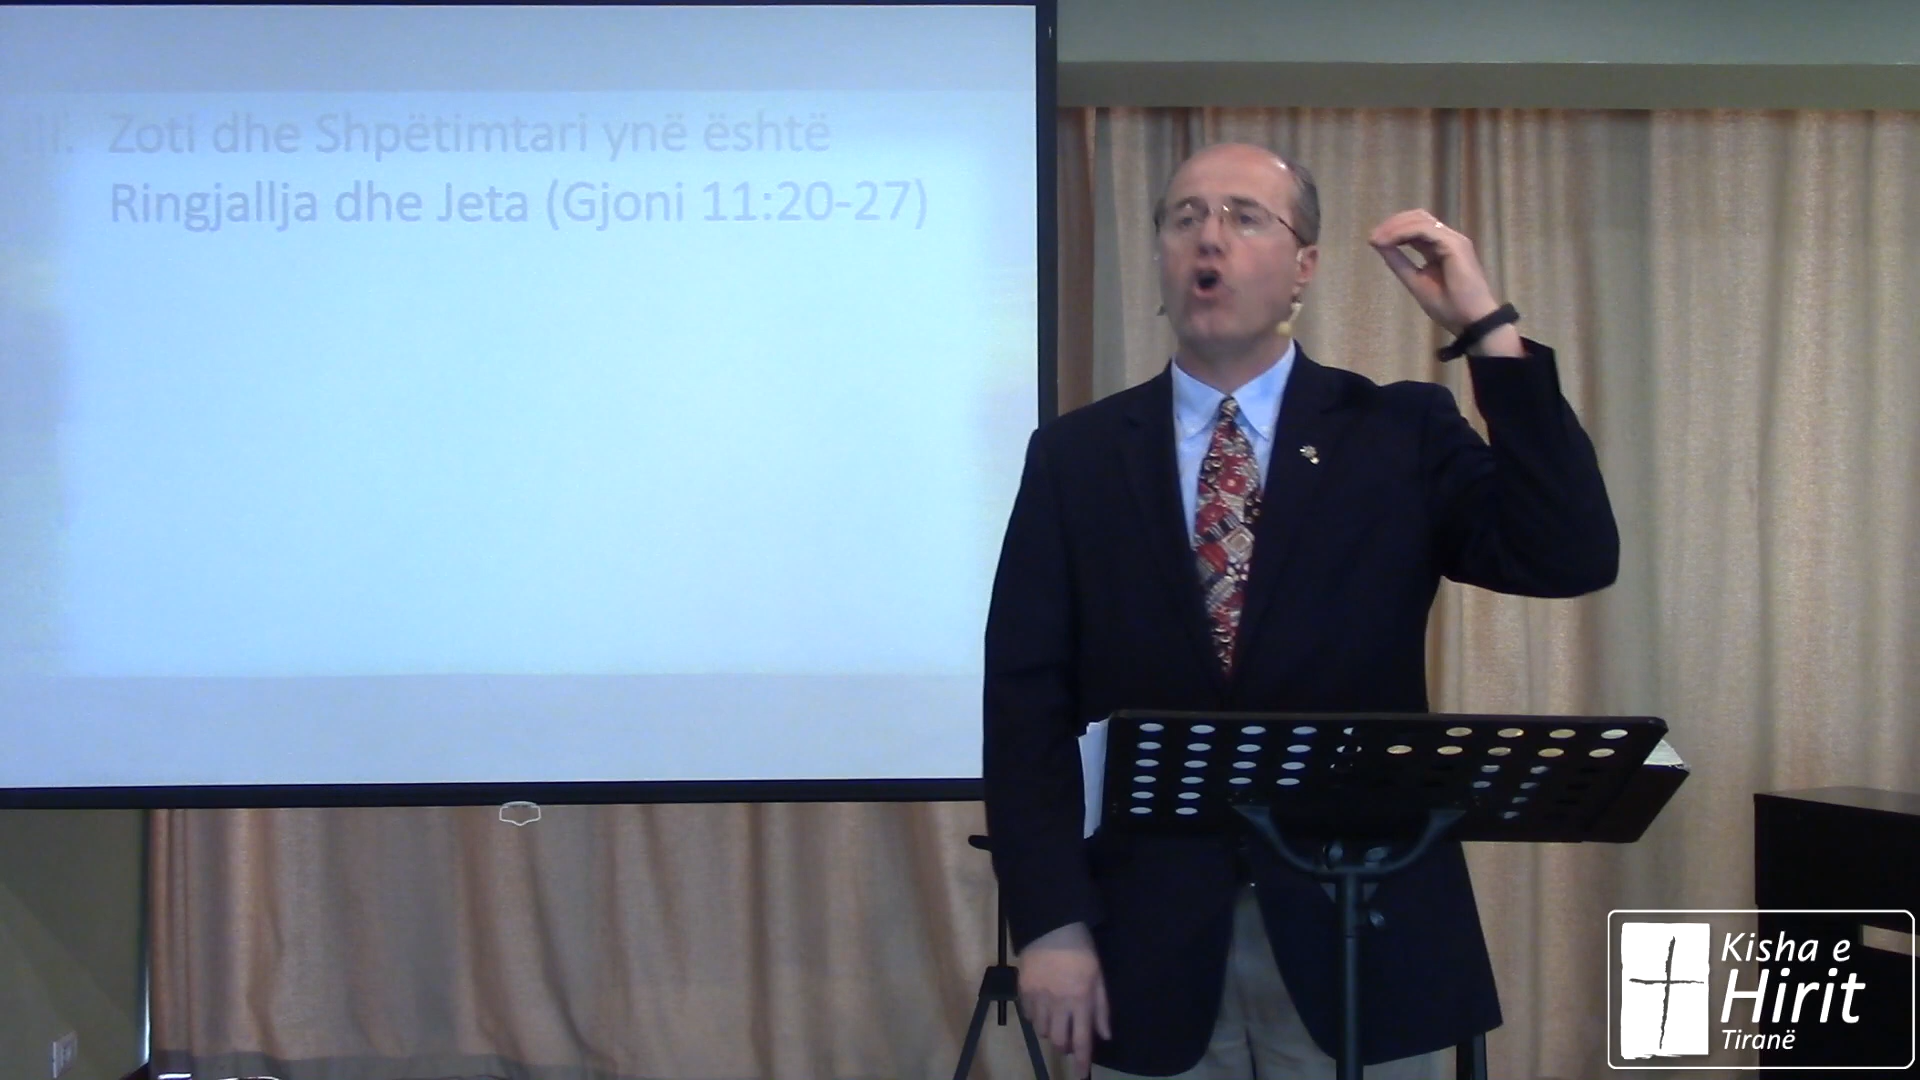 III. Zoti dhe Shpëtimtari ynë është
Ringjallja dhe Jeta (Gjoni 11:20-27)
Kisha e
Hirit
Tiranë